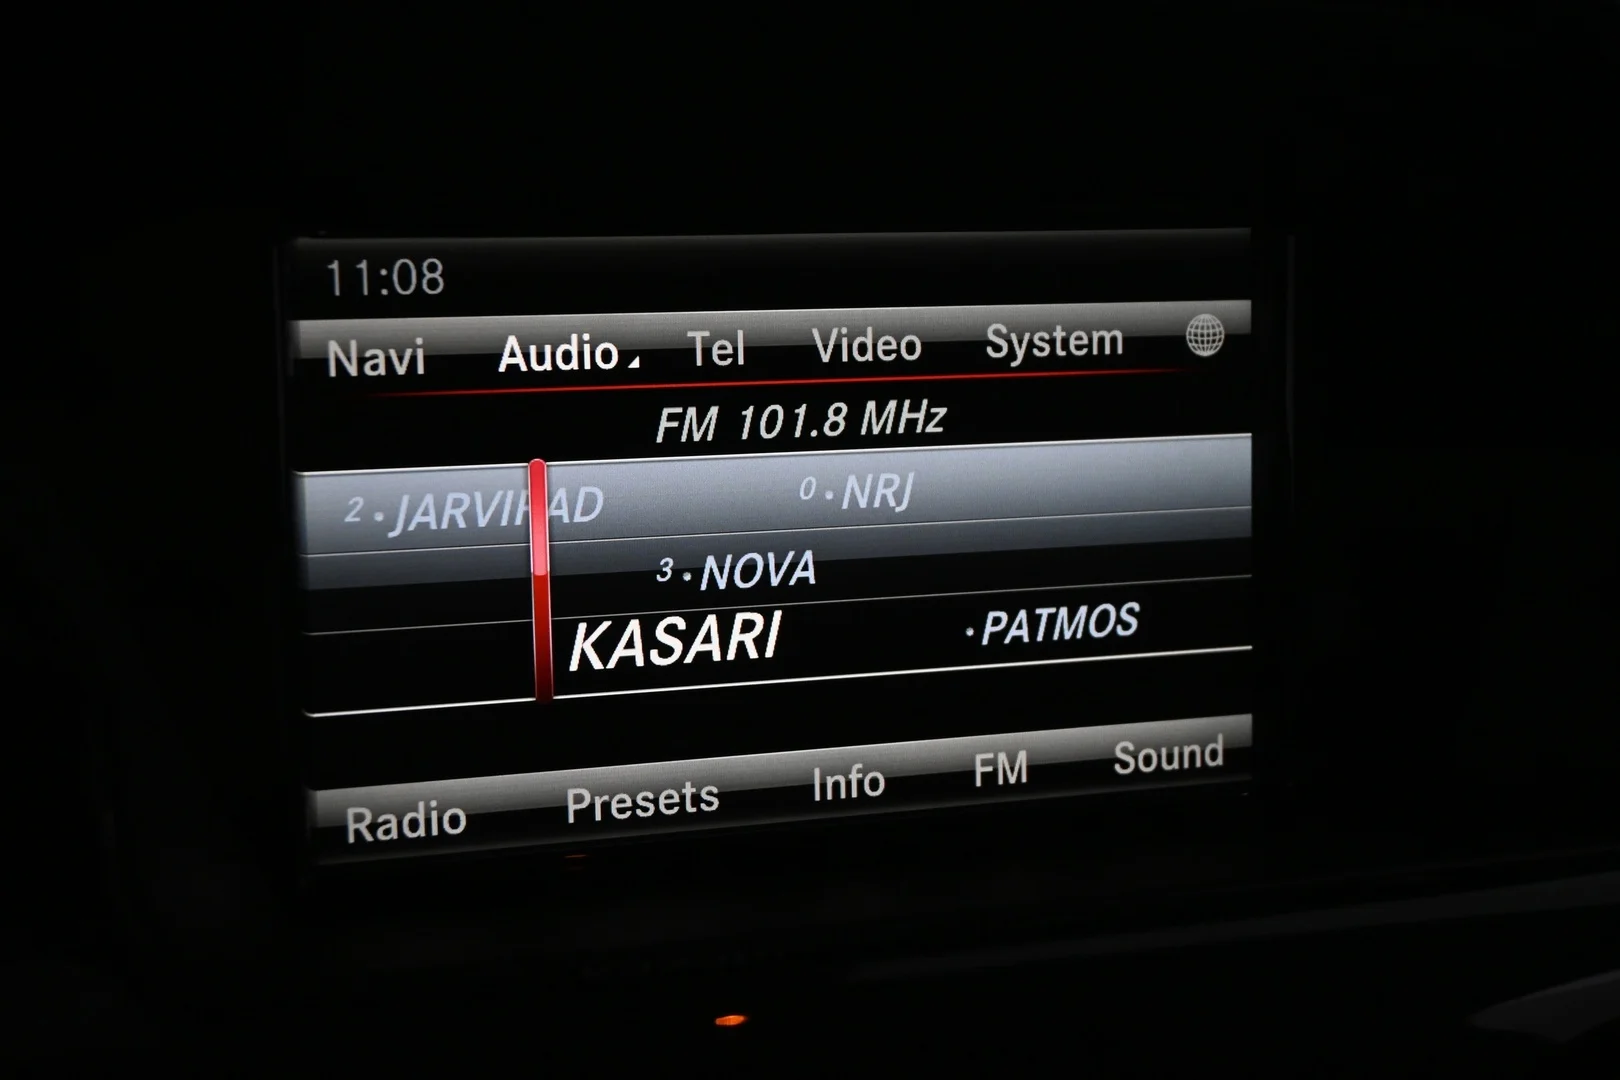 11:08
Navi Audio Tel Video System
FM 101.8 MHz
2 · JARVIRAD 0 · NRJ
3 · NOVA
KASARI · PATMOS
Radio Presets Info FM Sound